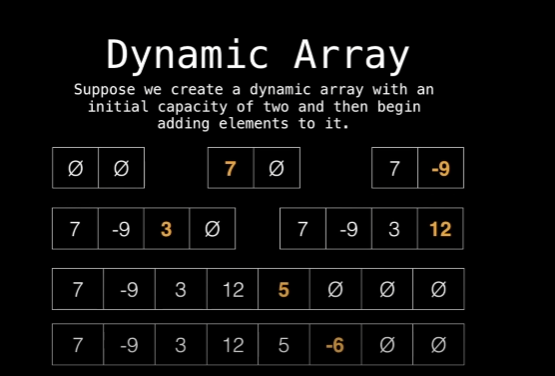 Dynamic Array
Suppose we create a dynamic array with an
initial capacity of two and then begin
adding elements to it.
Ø Ø 7 Ø 7 -9
7 -9 3 Ø 7 -9 3 12
7 -9 3 12 5 Ø Ø Ø
7 -9 3 12 5 -6 Ø Ø